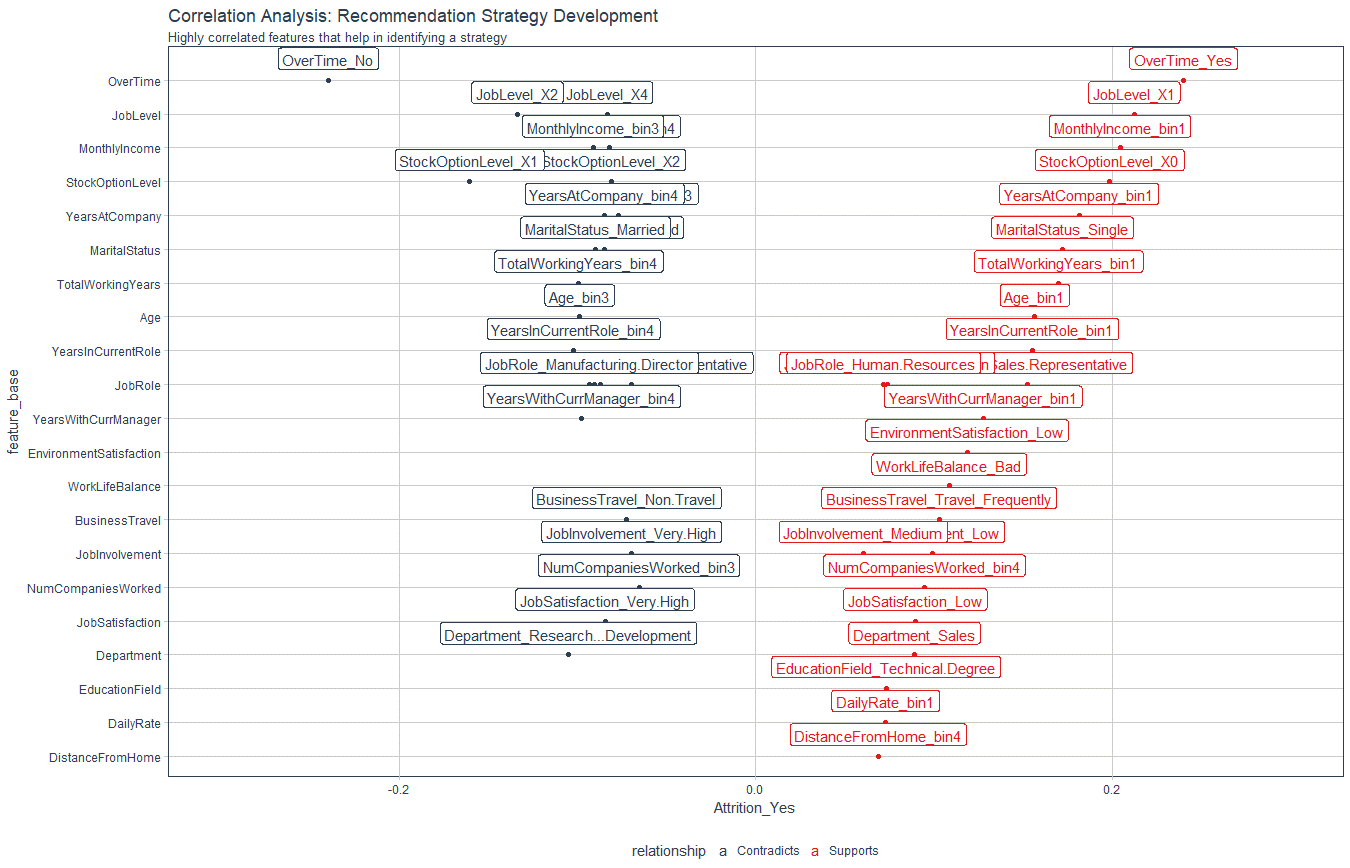 Correlation Analysis: Recommendation Strategy Development
Highly correlated features that help in identifying a strategy
OverTime_No OverTime_Yes
OverTime
JobLevel_X2 JobLevel_X4 JobLevel_X1
JobLevel
MonthlyIncome_bin3 MonthlyIncome_bin1
MonthlyIncome
StockOptionLevel_X1 StockOptionLevel_X2 StockOptionLevel_X0
StockOptionLevel
YearsAtCompany_bin4 YearsAtCompany_bin1
YearsAtCompany
MaritalStatus_Married MaritalStatus_Single
MaritalStatus
TotalWorkingYears_bin4 TotalWorkingYears_bin1
TotalWorkingYears
Age_bin3 Age_bin1
Age
YearsInCurrentRole_bin4 YearsInCurrentRole_bin1
YearsInCurrentRole
JobRole_Manufacturing.Director JobRole_Human.Resources Sales.Representative
JobRole
YearsWithCurrManager_bin4 YearsWithCurrManager_bin1
YearsWithCurrManager
EnvironmentSatisfaction_Low
EnvironmentSatisfaction
WorkLifeBalance_Bad
WorkLifeBalance
BusinessTravel_Non.Travel BusinessTravel_Travel_Frequently
BusinessTravel
JobInvolvement_Very.High JobInvolvement_Medium
JobInvolvement
NumCompaniesWorked_bin3 NumCompaniesWorked_bin4
NumCompaniesWorked
JobSatisfaction_Very.High JobSatisfaction_Low
JobSatisfaction
Department_Research...Development Department_Sales
Department
EducationField_Technical.Degree
EducationField
DailyRate_bin1
DailyRate
DistanceFromHome_bin4
DistanceFromHome
feature_base
-0.2 0.0 0.2
Attrition_Yes
relationship a Contradicts a Supports